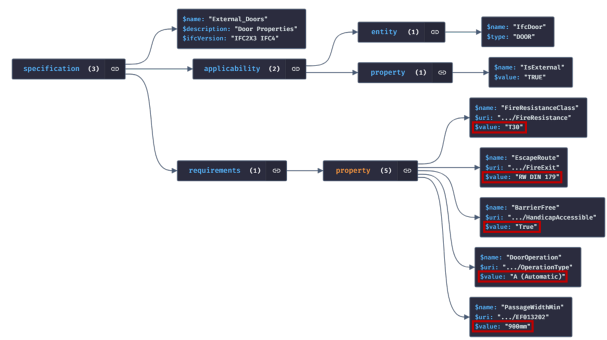 $name: "External_Doors"
$description: "Door Properties"
$ifcVersion: "IFC2X3 IFC4"
specification (3)
applicability (2)
entity (1)
$name: "IfcDoor"
$type: "DOOR"
property (1)
$name: "IsExternal"
$value: "TRUE"
requirements (1)
property (5)
$name: "FireResistanceClass"
$uri: ".../FireResistance"
$value: "T30"
$name: "EscapeRoute"
$uri: ".../FireExit"
$value: "RW DIN 179"
$name: "BarrierFree"
$uri: ".../HandicapAccessible"
$value: "True"
$name: "DoorOperation"
$uri: ".../OperationType"
$value: "A (Automatic)"
$name: "PassageWidthMin"
$uri: ".../EF013202"
$value: "900mm"